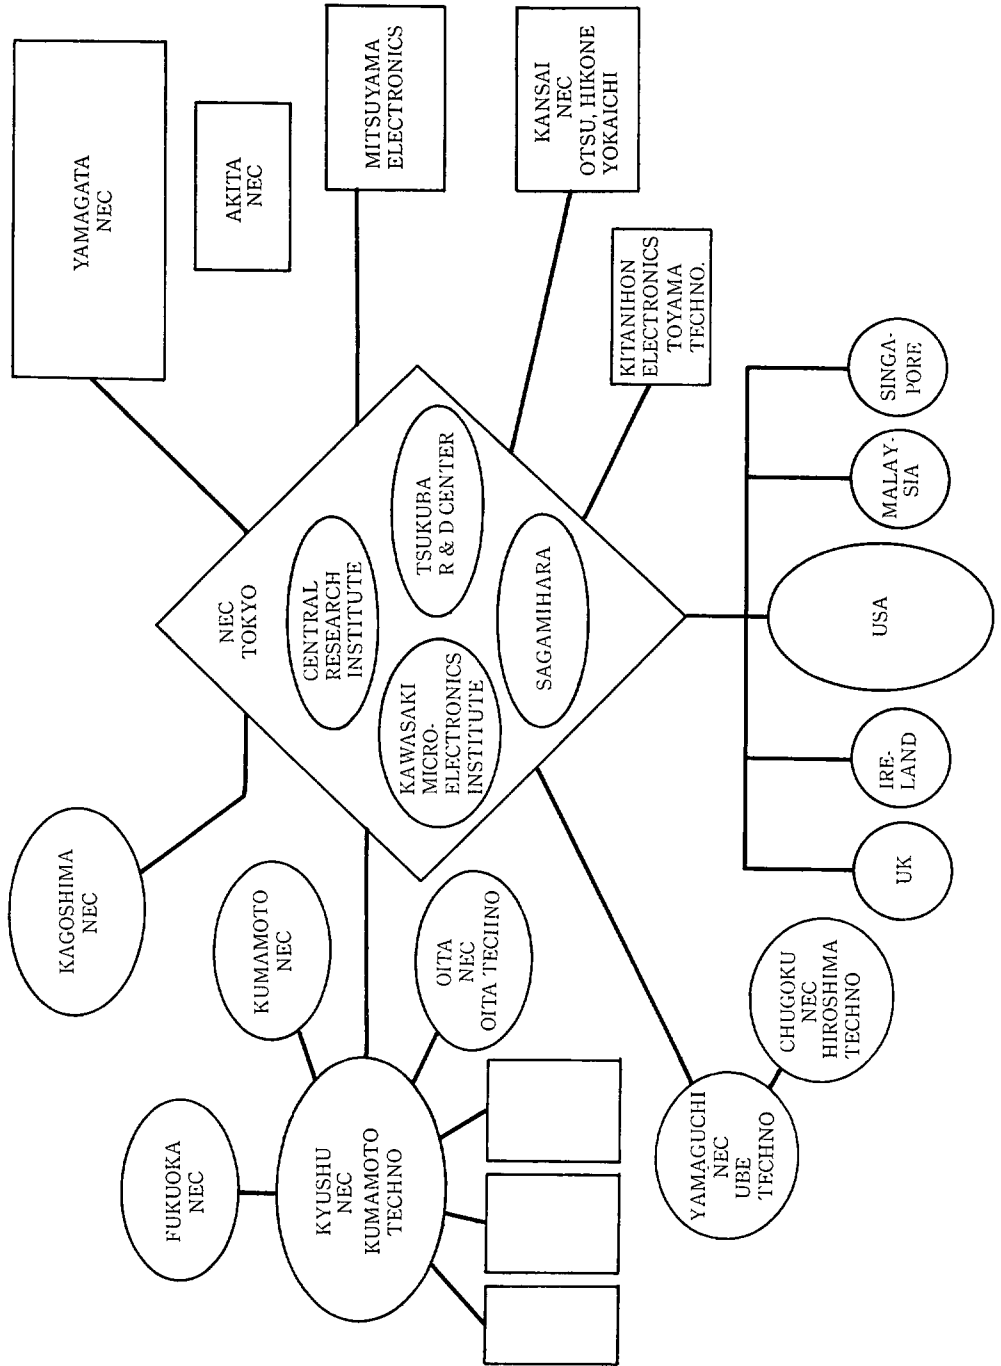 KAGOSHIMA
NEC
YAMAGATA
NEC
FUKUOKA
NEC
AKITA
NEC
KUMAMOTO
NEC
NEC
TOKYO
CENTRAL
RESEARCH
INSTITUTE
KYUSHU
NEC
KUMAMOTO
TECHNO
MITSUYAMA
ELECTRONICS
KAWASAKI
MICRO-
ELECTRONICS
INSTITUTE
TSUKUBA
R & D CENTER
OITA
NEC
OITA TECIINO
SAGAMIHARA
KANSAI
NEC
OTSU, HIKONE
YOKAICHI
KITANIHON
ELECTRONICS
TOYAMA
TECHNO.
YAMAGUCHI
NEC
UBE
TECHNO
CHUGOKU
NEC
HIROSHIMA
TECHNO
UK
IRE-
LAND
USA
MALAY-
SIA
SINGA-
PORE